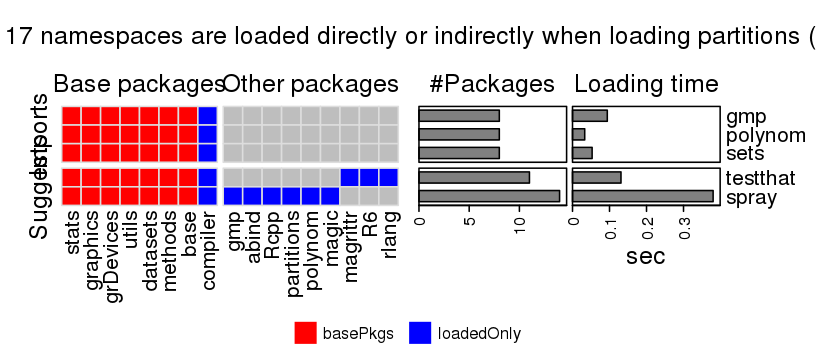 17 namespaces are loaded directly or indirectly when loading partitions (
Base packages
Other packages
#Packages
Loading time
Imports
Suggests
gmp
polynom
sets
testthat
spray
stats
graphics
grDevices
utils
datasets
methods
base
compiler
gmp
abind
Rcpp
partitions
polynom
magic
magrittr
R6
rlang
0
5
10
0
0.1
0.2
0.3
sec
basePkgs
loadedOnly